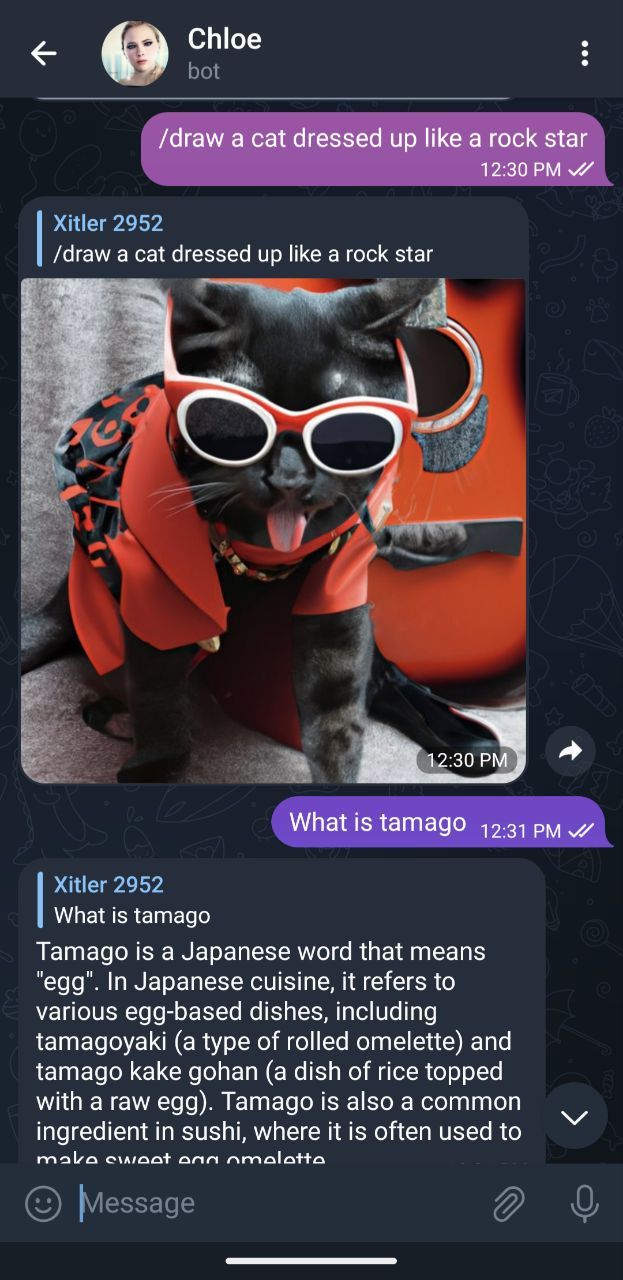 Chloe
bot
/draw a cat dressed up like a rock star
12:30 PM
Xitler 2952
/draw a cat dressed up like a rock star
12:30 PM
What is tamago 12:31 PM
Xitler 2952
What is tamago
Tamago is a Japanese word that means
"egg". In Japanese cuisine, it refers to
various egg-based dishes, including
tamagoyaki (a type of rolled omelette) and
tamago kake gohan (a dish of rice topped
with a raw egg). Tamago is also a common
ingredient in sushi, where it is often used to
make sweet egg omelette
Message